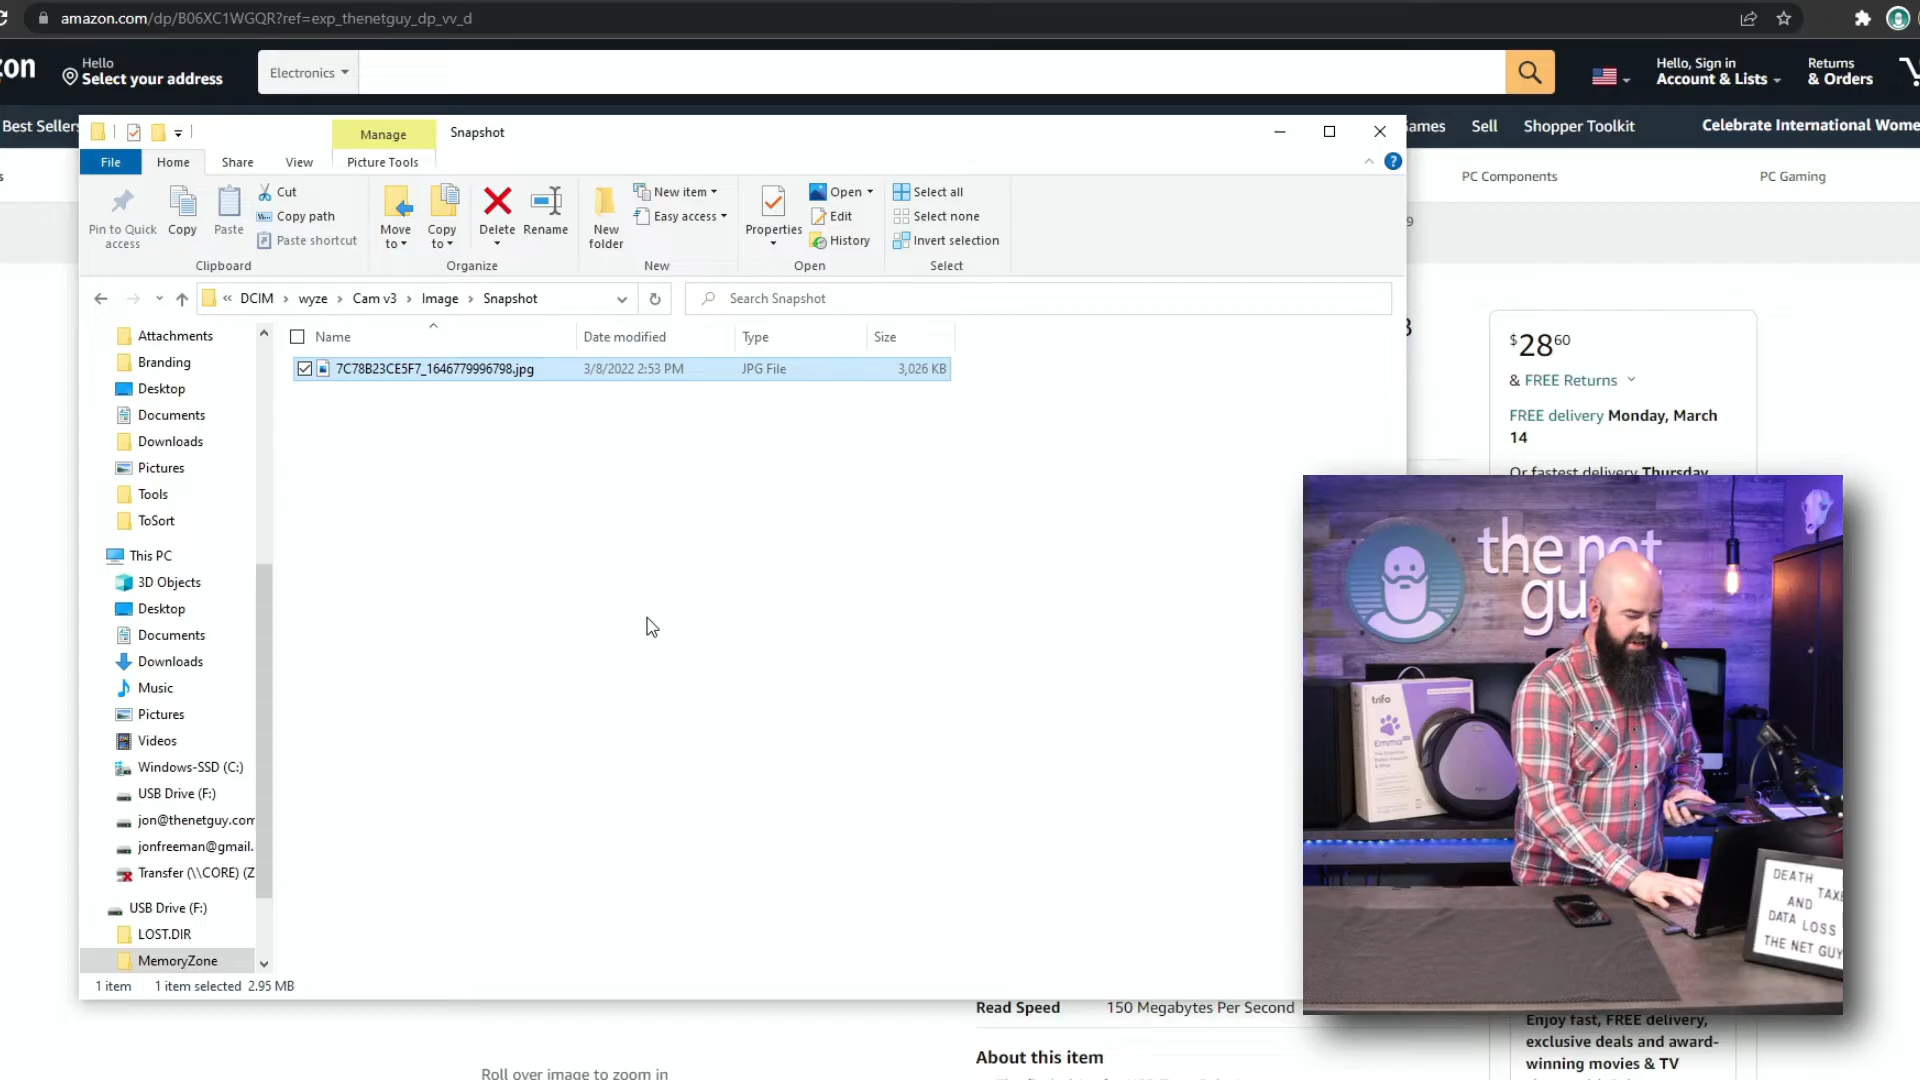 amazon.com/dp/B06XC1WGQR?ref=exp_thenetguy_dp_vv_d
Hello
Select your address
Electronics
Hello, Sign in
Account & Lists
Returns
& Orders
Best Sellers
Sell
Shopper Toolkit
Celebrate International Wome
Manage
Snapshot
File
Home
Share
View
Picture Tools
PC Components
PC Gaming
Pin to Quick access
Copy
Paste
Cut
Copy path
Paste shortcut
Move to
Copy to
Delete
Rename
New folder
New item
Easy access
Properties
Open
Edit
History
Select all
Select none
Invert selection
Clipboard
Organize
New
Open
Select
« DCIM › wyze › Cam v3 › Image › Snapshot
Search Snapshot
Name
Date modified
Type
Size
7C78B23CE5F7_1646779996798.jpg
3/8/2022 2:53 PM
JPG File
3,026 KB
Attachments
Branding
Desktop
Documents
Downloads
Pictures
Tools
ToSort
This PC
3D Objects
Desktop
Documents
Downloads
Music
Pictures
Videos
Windows-SSD (C:)
USB Drive (F:)
jon@thenetguy.com
jonfreeman@gmail.
Transfer (\\CORE) (Z
USB Drive (F:)
LOST.DIR
MemoryZone
1 item
1 item selected 2.95 MB
$28 60
& FREE Returns
FREE delivery Monday, March
14
Or fastest delivery Thursday
the net
gu
trifo
Emma
DEATH TAXE
AND
DATA LOSS
THE NET GUY
Read Speed
150 Megabytes Per Second
About this item
Roll over image to zoom in
Enjoy fast, FREE delivery,
exclusive deals and award-
winning movies & TV